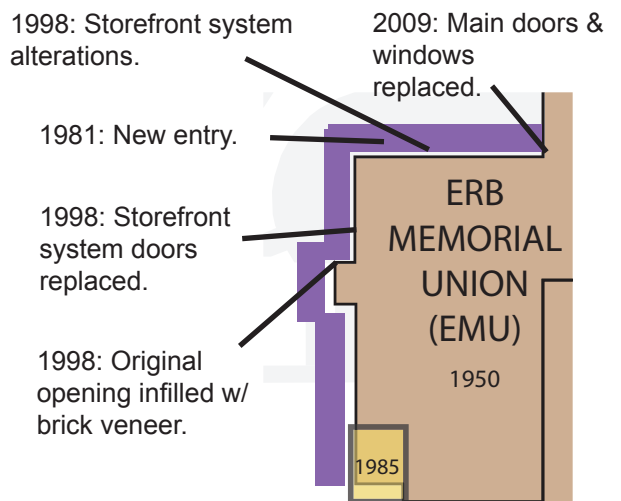 1998: Storefront system
alterations.
2009: Main doors &
windows
replaced.
1981: New entry.
1998: Storefront
system doors
replaced.
1998: Original
opening infilled w/
brick veneer.
ERB
MEMORIAL
UNION
(EMU)
1950
1985